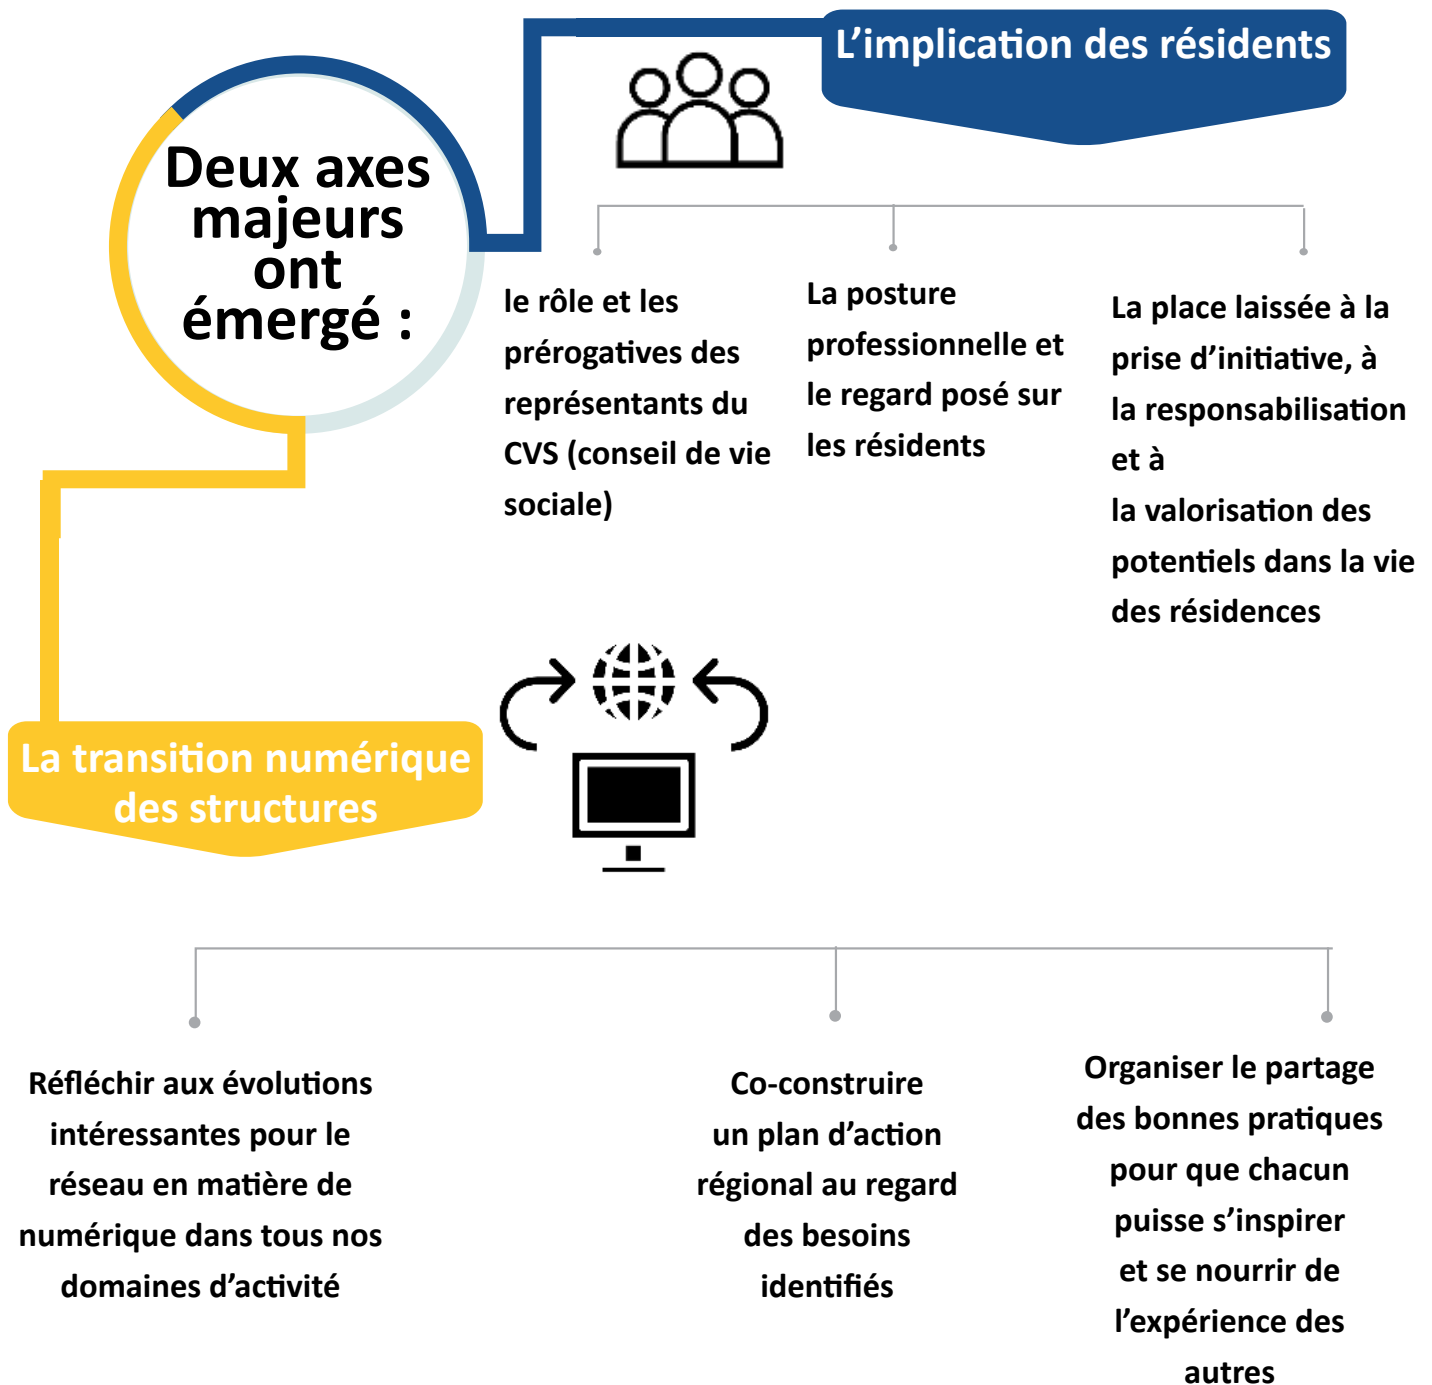 Deux axes
majeurs
ont
émergé :
L’implication des résidents
le rôle et les
prérogatives des
représentants du
CVS (conseil de vie
sociale)
La posture
professionnelle et
le regard posé sur
les résidents
La place laissée à la
prise d’initiative, à
la responsabilisation
et à
la valorisation des
potentiels dans la vie
des résidences
La transition numérique
des structures
Réfléchir aux évolutions
intéressantes pour le
réseau en matière de
numérique dans tous nos
domaines d’activité
Co-construire
un plan d’action
régional au regard
des besoins
identifiés
Organiser le partage
des bonnes pratiques
pour que chacun
puisse s’inspirer
et se nourrir de
l’expérience des
autres